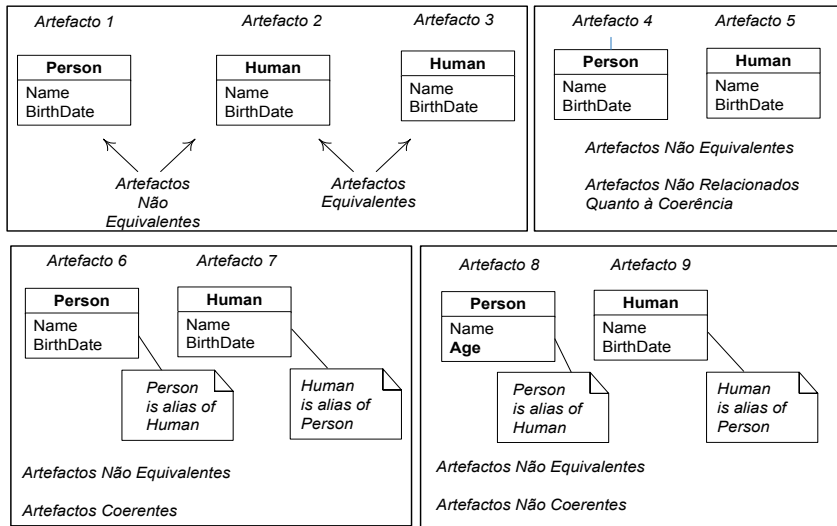 Artefacto 1
Artefacto 2
Artefacto 3
Person
Name
BirthDate
Human
Name
BirthDate
Human
Name
BirthDate
Artefactos
Não
Equivalentes
Artefactos
Equivalentes
Artefacto 4
Artefacto 5
Person
Name
BirthDate
Human
Name
BirthDate
Artefactos Não Equivalentes
Artefactos Não Relacionados
Quanto à Coerência
Artefacto 6
Artefacto 7
Person
Name
BirthDate
Human
Name
BirthDate
Person
is alias of
Human
Human
is alias of
Person
Artefactos Não Equivalentes
Artefactos Coerentes
Artefacto 8
Artefacto 9
Person
Name
Age
Human
Name
BirthDate
Person
is alias of
Human
Human
is alias of
Person
Artefactos Não Equivalentes
Artefactos Não Coerentes